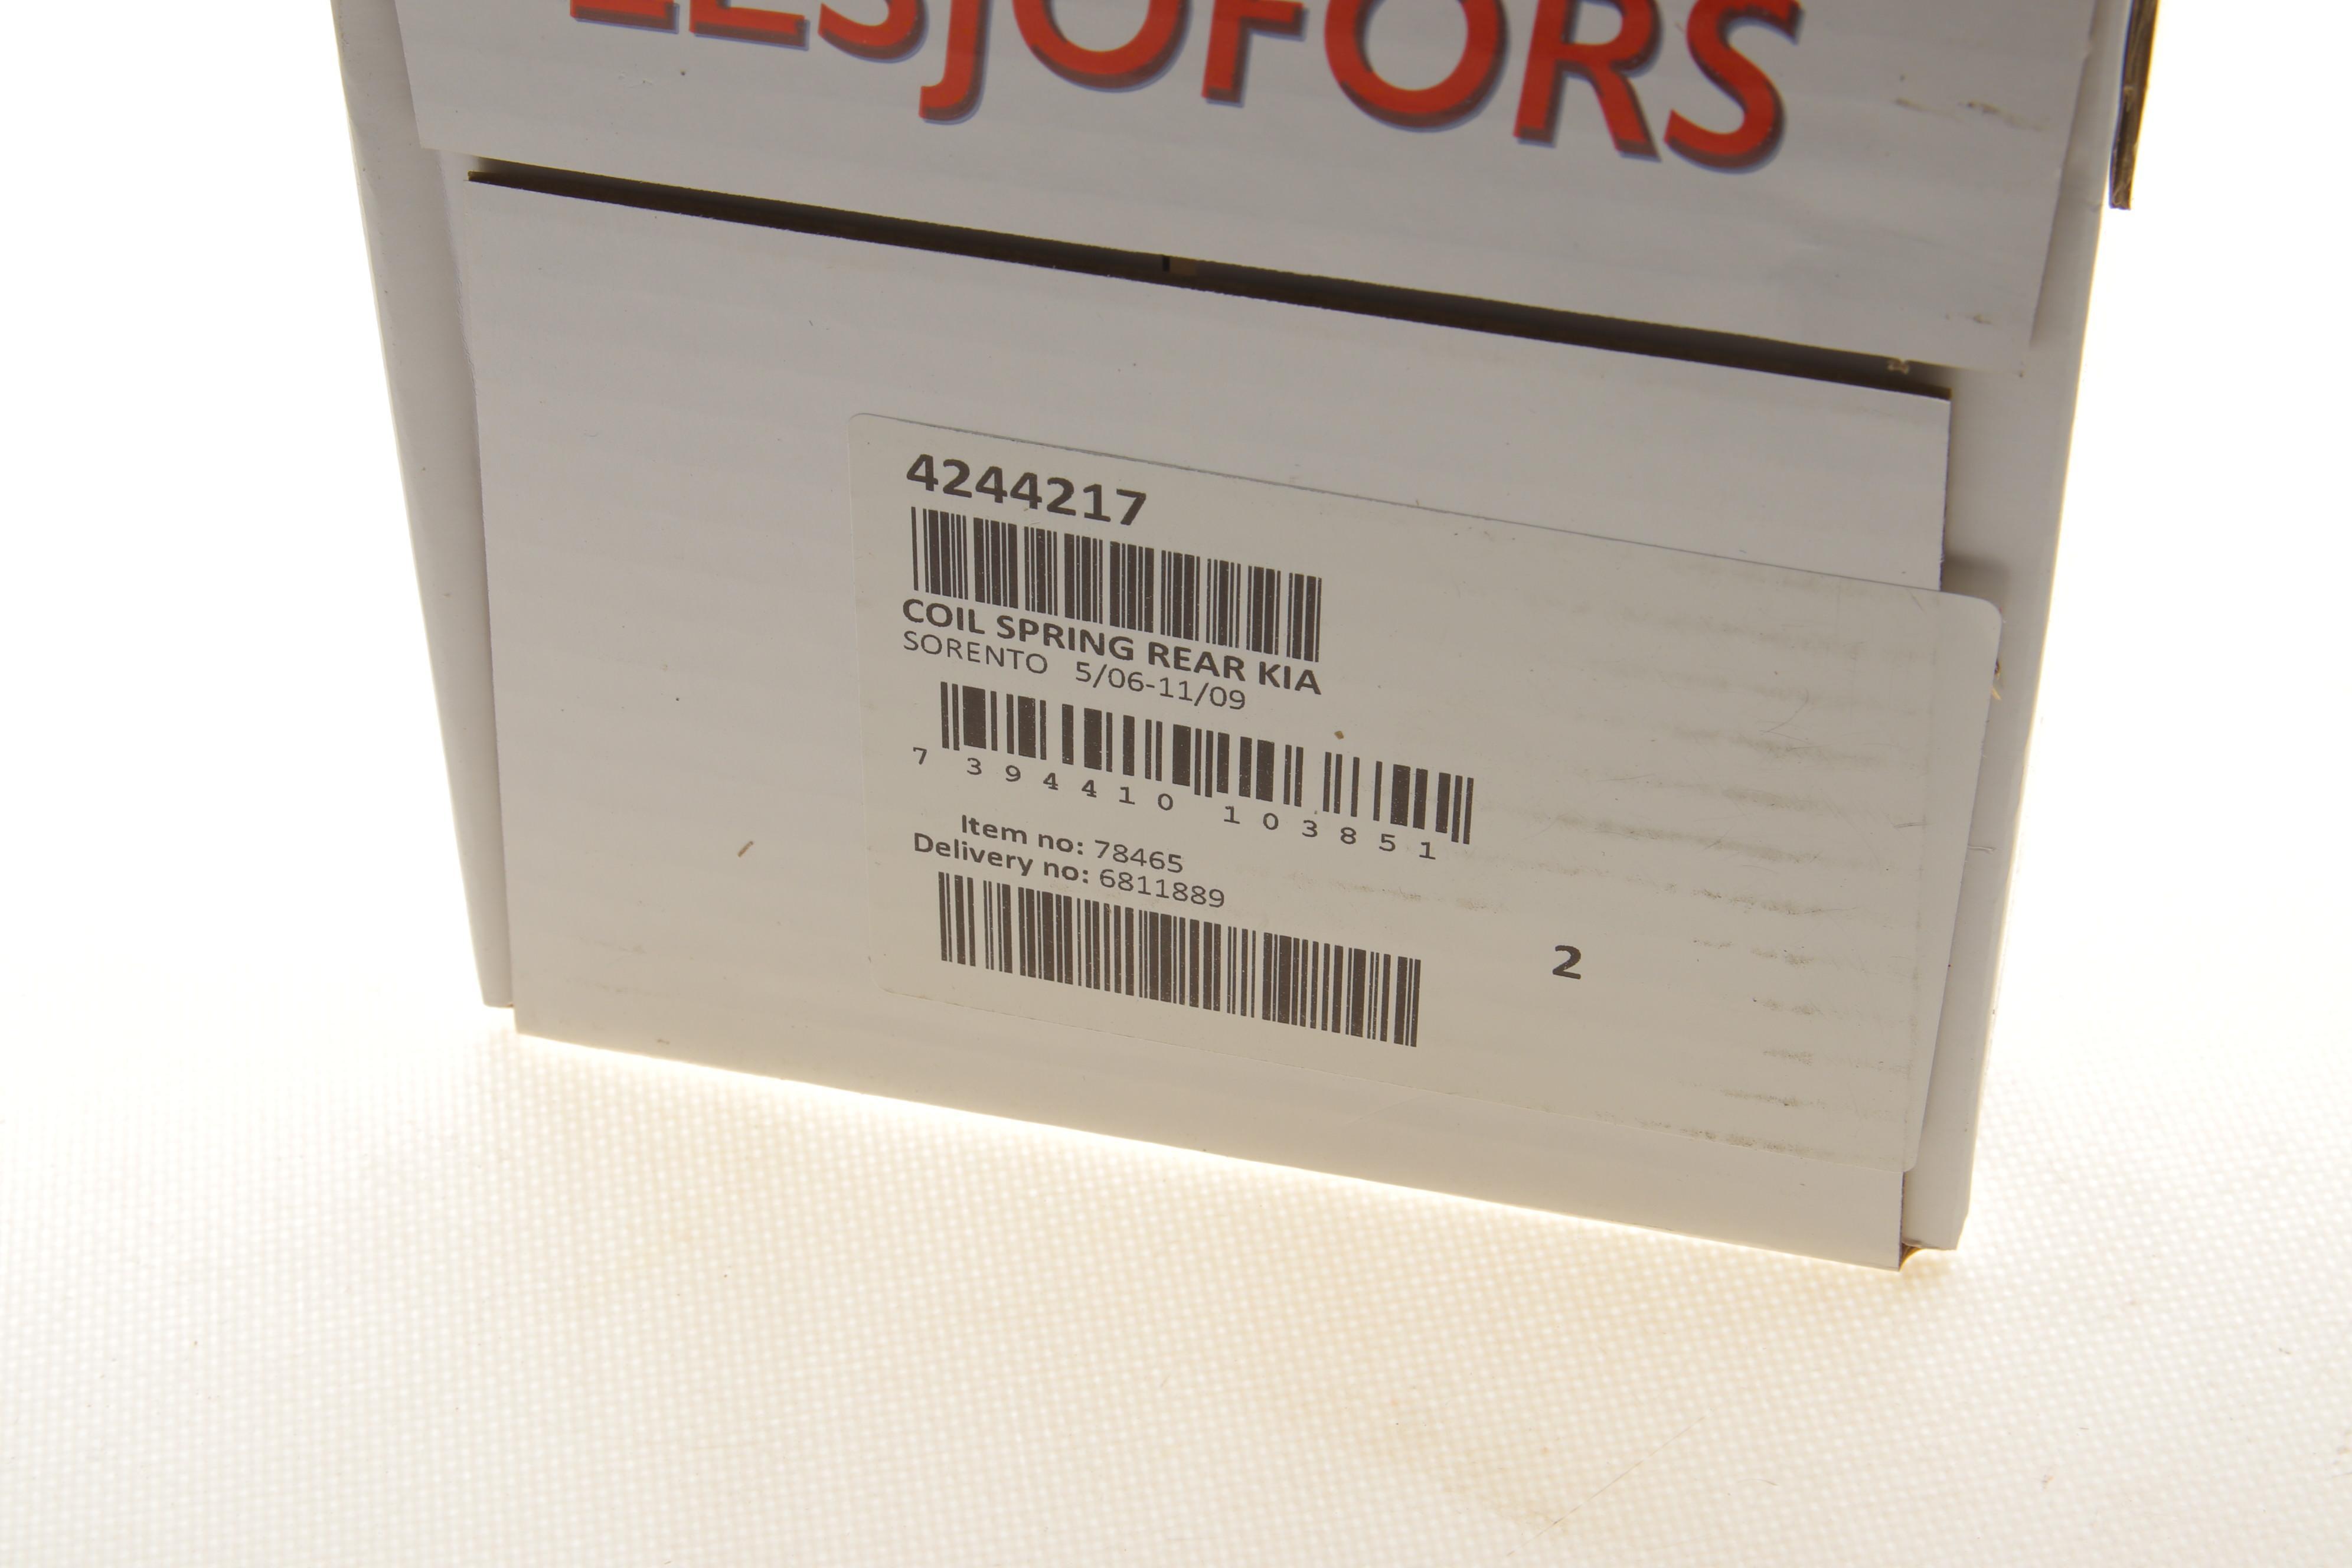 LESJOFORS
4244217
COIL SPRING REAR KIA
SORENTO 5/06-11/09
7 394410 103851
Item no: 78465
Delivery no: 6811889
2